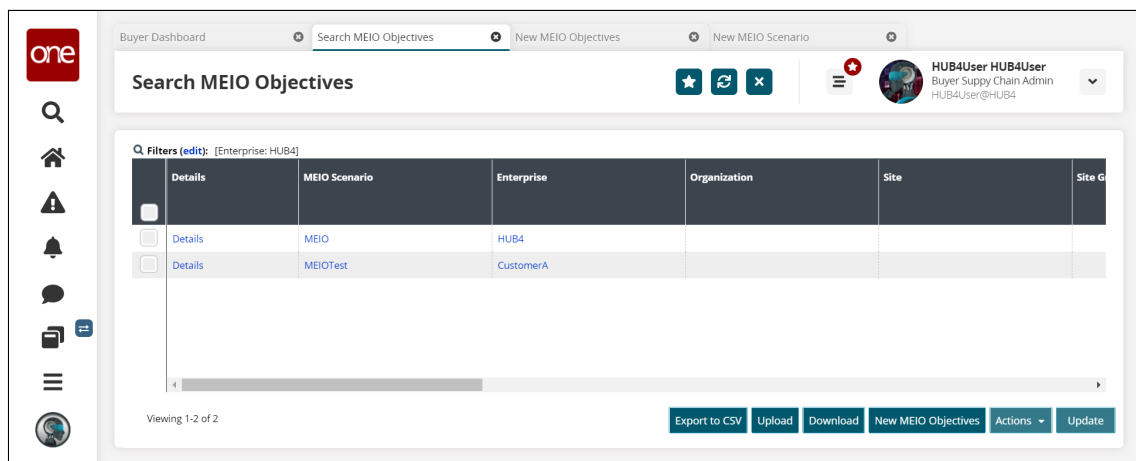 one
Buyer Dashboard
Search MEIO Objectives
New MEIO Objectives
New MEIO Scenario
Search MEIO Objectives
HUB4User HUB4User
Buyer Suppy Chain Admin
HUB4User@HUB4
Filters (edit): [Enterprise: HUB4]
Details MEIO Scenario Enterprise Organization Site Site G
Details MEIO HUB4
Details MEIOTest CustomerA
Viewing 1-2 of 2
Export to CSV Upload Download New MEIO Objectives Actions Update